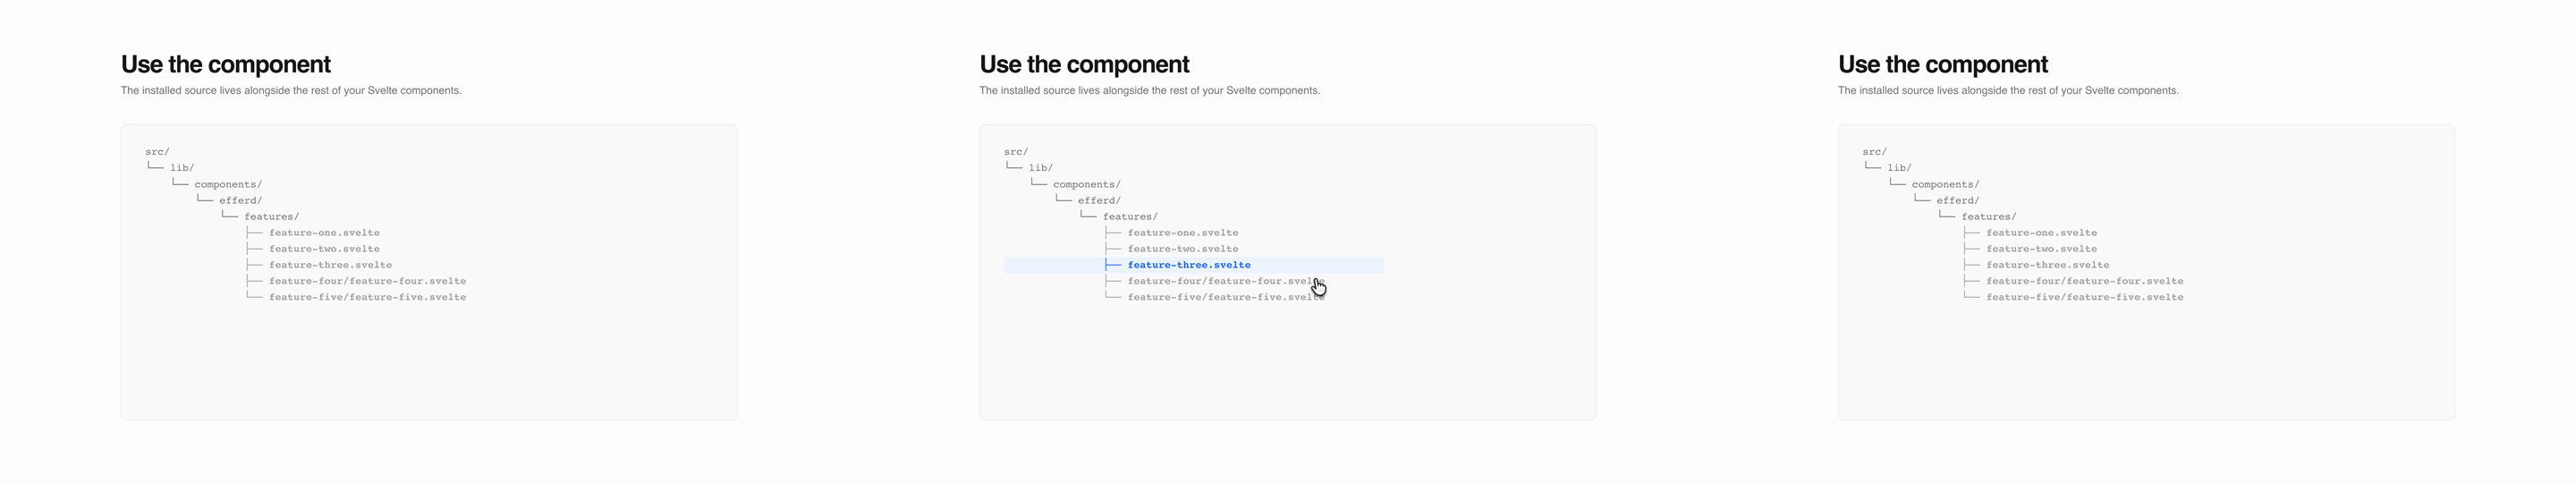 Use the component
The installed source lives alongside the rest of your Svelte components.
src/
└── lib/
    └── components/
        └── efferd/
            └── features/
                ├── feature-one.svelte
                ├── feature-two.svelte
                ├── feature-three.svelte
                ├── feature-four/feature-four.svelte
                └── feature-five/feature-five.svelte
Use the component
The installed source lives alongside the rest of your Svelte components.
src/
└── lib/
    └── components/
        └── efferd/
            └── features/
                ├── feature-one.svelte
                ├── feature-two.svelte
                ├── feature-three.svelte
                ├── feature-four/feature-four.svelte
                └── feature-five/feature-five.svelte
Use the component
The installed source lives alongside the rest of your Svelte components.
src/
└── lib/
    └── components/
        └── efferd/
            └── features/
                ├── feature-one.svelte
                ├── feature-two.svelte
                ├── feature-three.svelte
                ├── feature-four/feature-four.svelte
                └── feature-five/feature-five.svelte